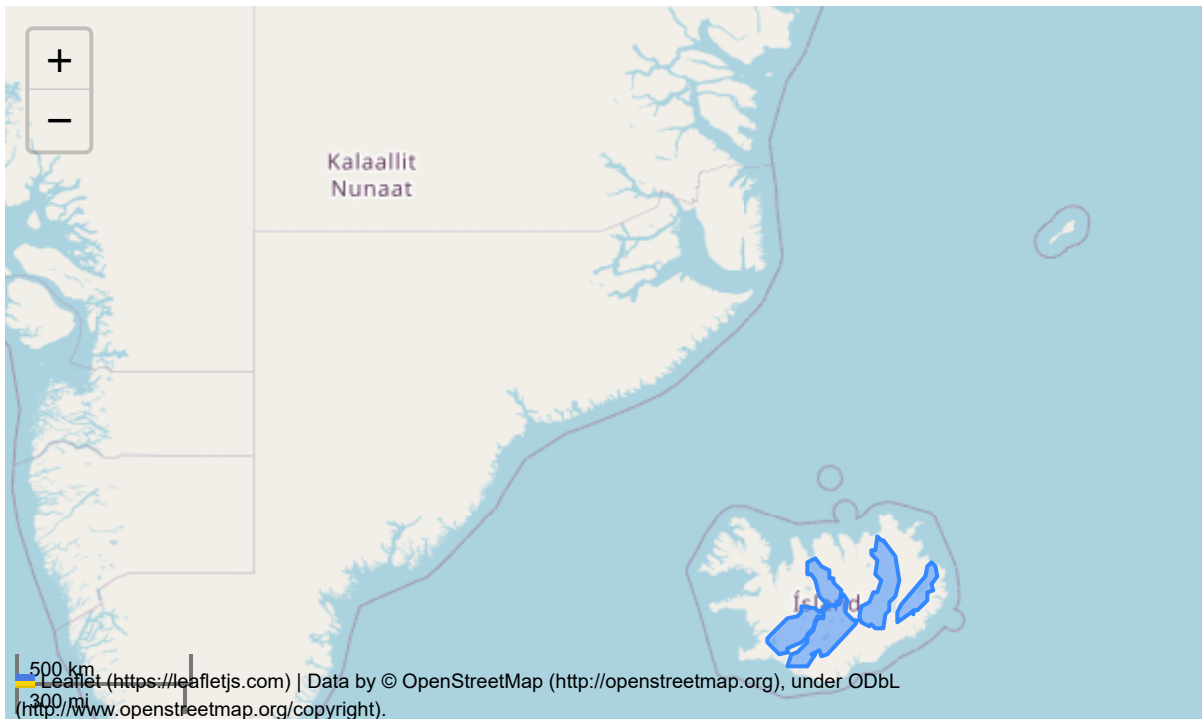 +
−
Kalaallit
Nunaat
Ísland
500 km
Leaflet (https://leafletjs.com) | Data by © OpenStreetMap (http://openstreetmap.org), under ODbL
300 mi
(http://www.openstreetmap.org/copyright).